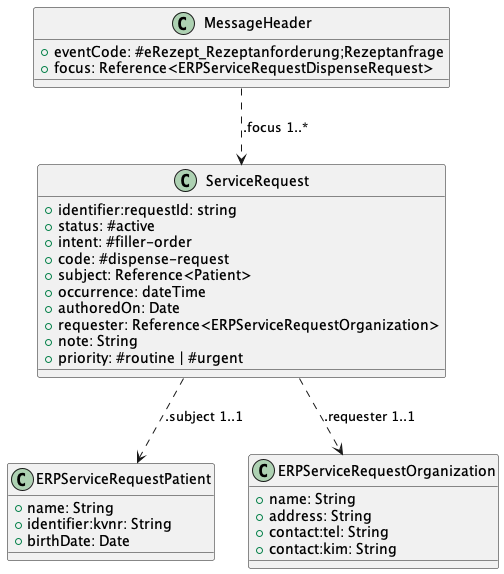 C MessageHeader
eventCode: #eRezept_Rezeptanforderung;Rezeptanfrage
focus: Reference<ERPServiceRequestDispenseRequest>
.focus 1..*
C ServiceRequest
identifier:requestId: string
status: #active
intent: #filler-order
code: #dispense-request
subject: Reference<Patient>
occurrence: dateTime
authoredOn: Date
requester: Reference<ERPServiceRequestOrganization>
note: String
priority: #routine | #urgent
.subject 1..1
.requester 1..1
C ERPServiceRequestPatient
name: String
identifier:kvnr: String
birthDate: Date
C ERPServiceRequestOrganization
name: String
address: String
contact:tel: String
contact:kim: String